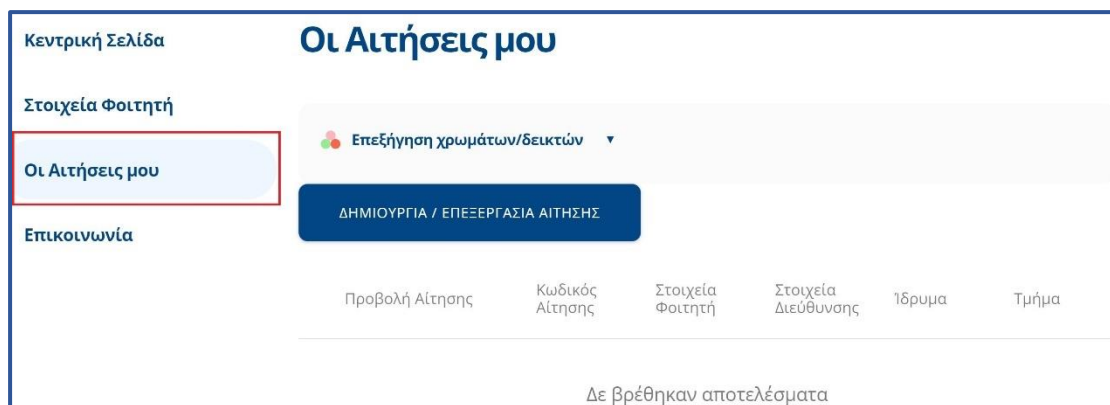 Κεντρική Σελίδα
Στοιχεία Φοιτητή
Οι Αιτήσεις μου
Επικοινωνία
Οι Αιτήσεις μου
Επεξήγηση χρωμάτων/δεικτών
ΔΗΜΙΟΥΡΓΙΑ / ΕΠΕΞΕΡΓΑΣΙΑ ΑΙΤΗΣΗΣ
Προβολή Αίτησης
Κωδικός
Αίτησης
Στοιχεία
Φοιτητή
Στοιχεία
Διεύθυνσης
Ίδρυμα
Τμήμα
Δε βρέθηκαν αποτελέσματα